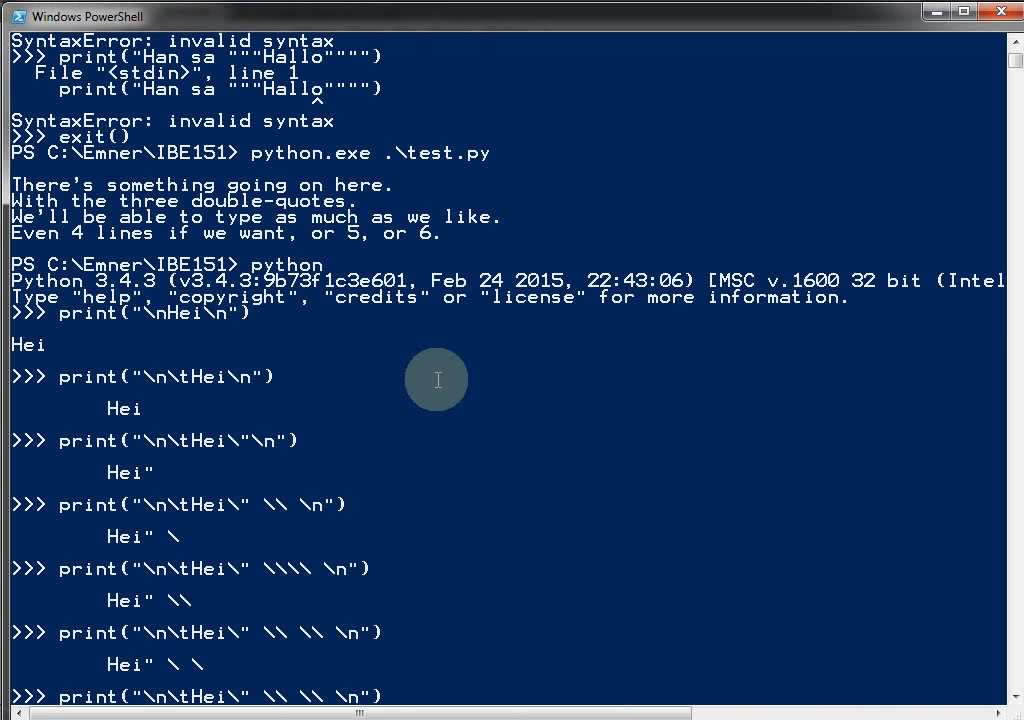 Windows PowerShell
SyntaxError: invalid syntax
>>> print("Han sa """Hallo"""")
  File "<stdin>", line 1
    print("Han sa """Hallo"""")
                         ^
SyntaxError: invalid syntax
>>> exit()
PS C:\Emner\IBE151> python.exe .\test.py
There's something going on here.
With the three double-quotes.
We'll be able to type as much as we like.
Even 4 lines if we want, or 5, or 6.
PS C:\Emner\IBE151> python
Python 3.4.3 (v3.4.3:9b73f1c3e601, Feb 24 2015, 22:43:06) [MSC v.1600 32 bit (Intel
Type "help", "copyright", "credits" or "license" for more information.
>>> print("\nHei\n")
Hei
>>> print("\n\tHei\n")
        Hei
>>> print("\n\tHei\"\n")
        Hei"
>>> print("\n\tHei\" \\ \n")
        Hei" \
>>> print("\n\tHei\" \\\\ \n")
        Hei" \\
>>> print("\n\tHei\" \\ \\ \n")
        Hei" \ \
>>> print("\n\tHei\" \\ \\ \n")